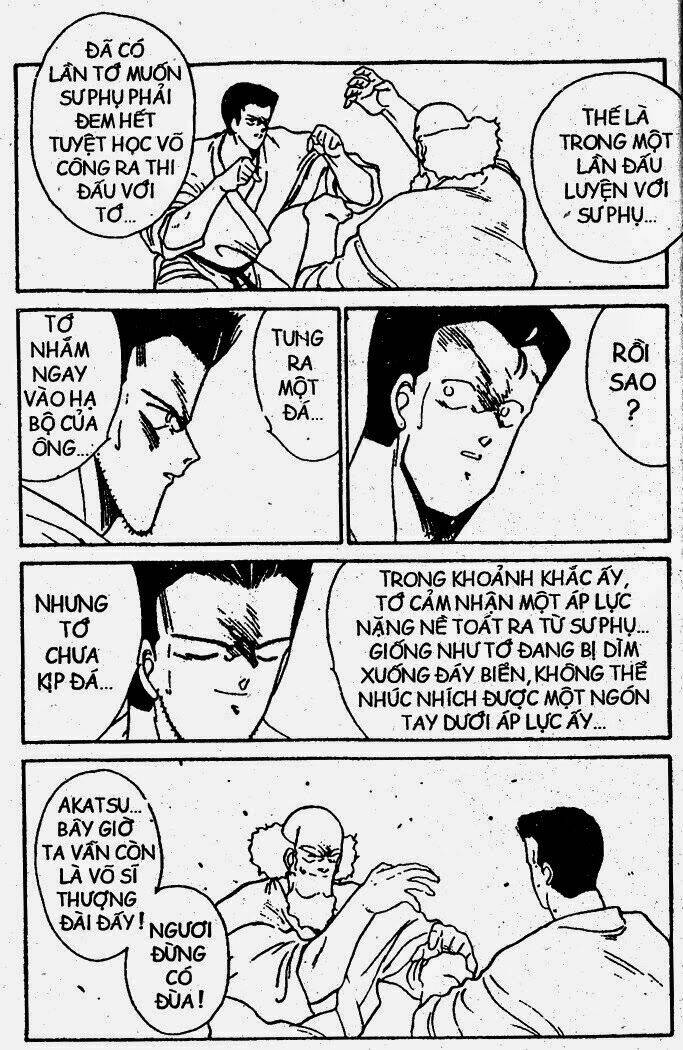 ĐÃ CÓ
LẦN TỚ MUỐN
SƯ PHỤ PHẢI
ĐEM HẾT
TUYỆT HỌC VÕ
CÔNG RA THI
ĐẤU VỚI
TỚ...
THẾ LÀ
TRONG MỘT
LẦN ĐẤU
LUYỆN VỚI
SƯ PHỤ...
TỚ
NHẮM
NGAY
VÀO HẠ
BỘ CỦA
ÔNG...
TUNG
RA
MỘT
ĐÁ...
RỒI
SAO
?
NHƯNG
TỚ
CHƯA
KỊP ĐÁ...
TRONG KHOẢNH KHẮC ẤY,
TỚ CẢM NHẬN MỘT ÁP LỰC
NẶNG NỀ TOÁT RA TỪ SƯ PHỤ...
GIỐNG NHƯ TỚ ĐANG BỊ DÌM
XUỐNG ĐÁY BIỂN, KHÔNG THỂ
NHÚC NHÍCH ĐƯỢC MỘT NGÓN
TAY DƯỚI ÁP LỰC ẤY...
AKATSU...
BÂY GIỜ
TA VẪN CÒN
LÀ VÕ SĨ
THƯỢNG
ĐÀI ĐẤY!
NGƯƠI
ĐỪNG
CÓ
ĐÙA!